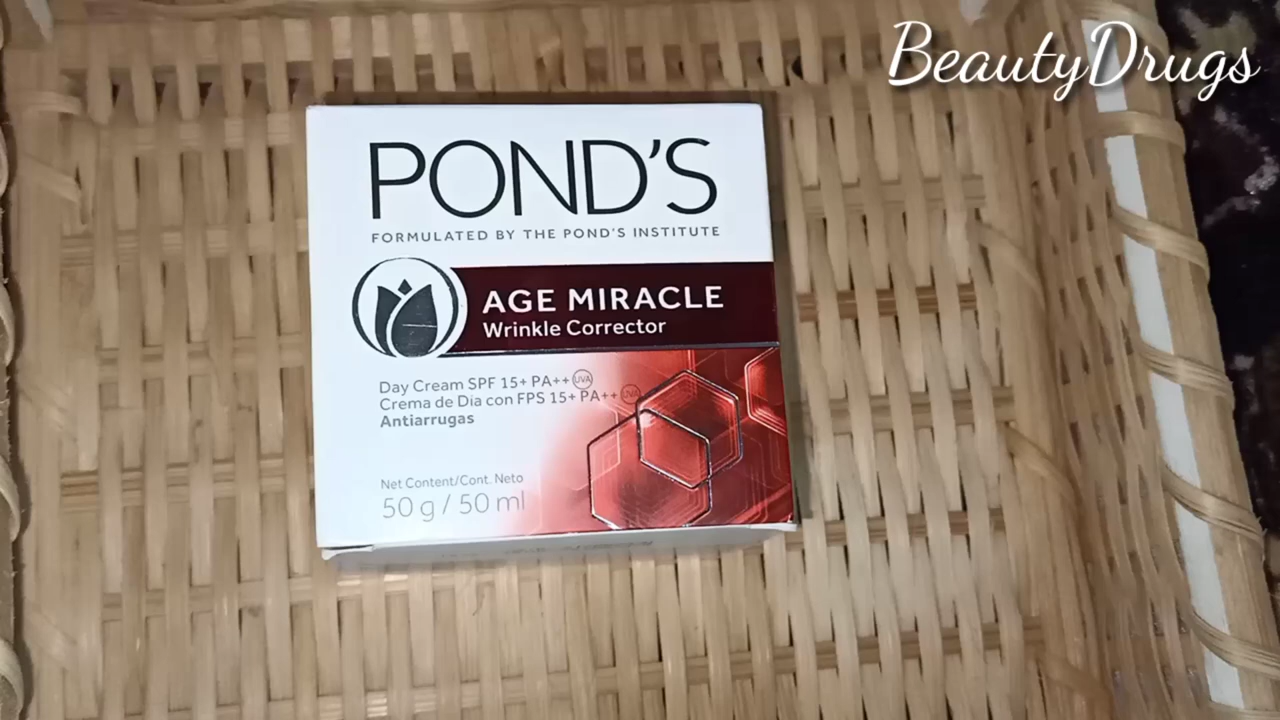 BeautyDrugs
POND'S
FORMULATED BY THE POND'S INSTITUTE
AGE MIRACLE
Wrinkle Corrector
Day Cream SPF 15+ PA++ UVA
Crema de Dia con FPS 15+ PA++ UVA
Antiarrugas
Net Content/Cont. Neto
50 g / 50 ml